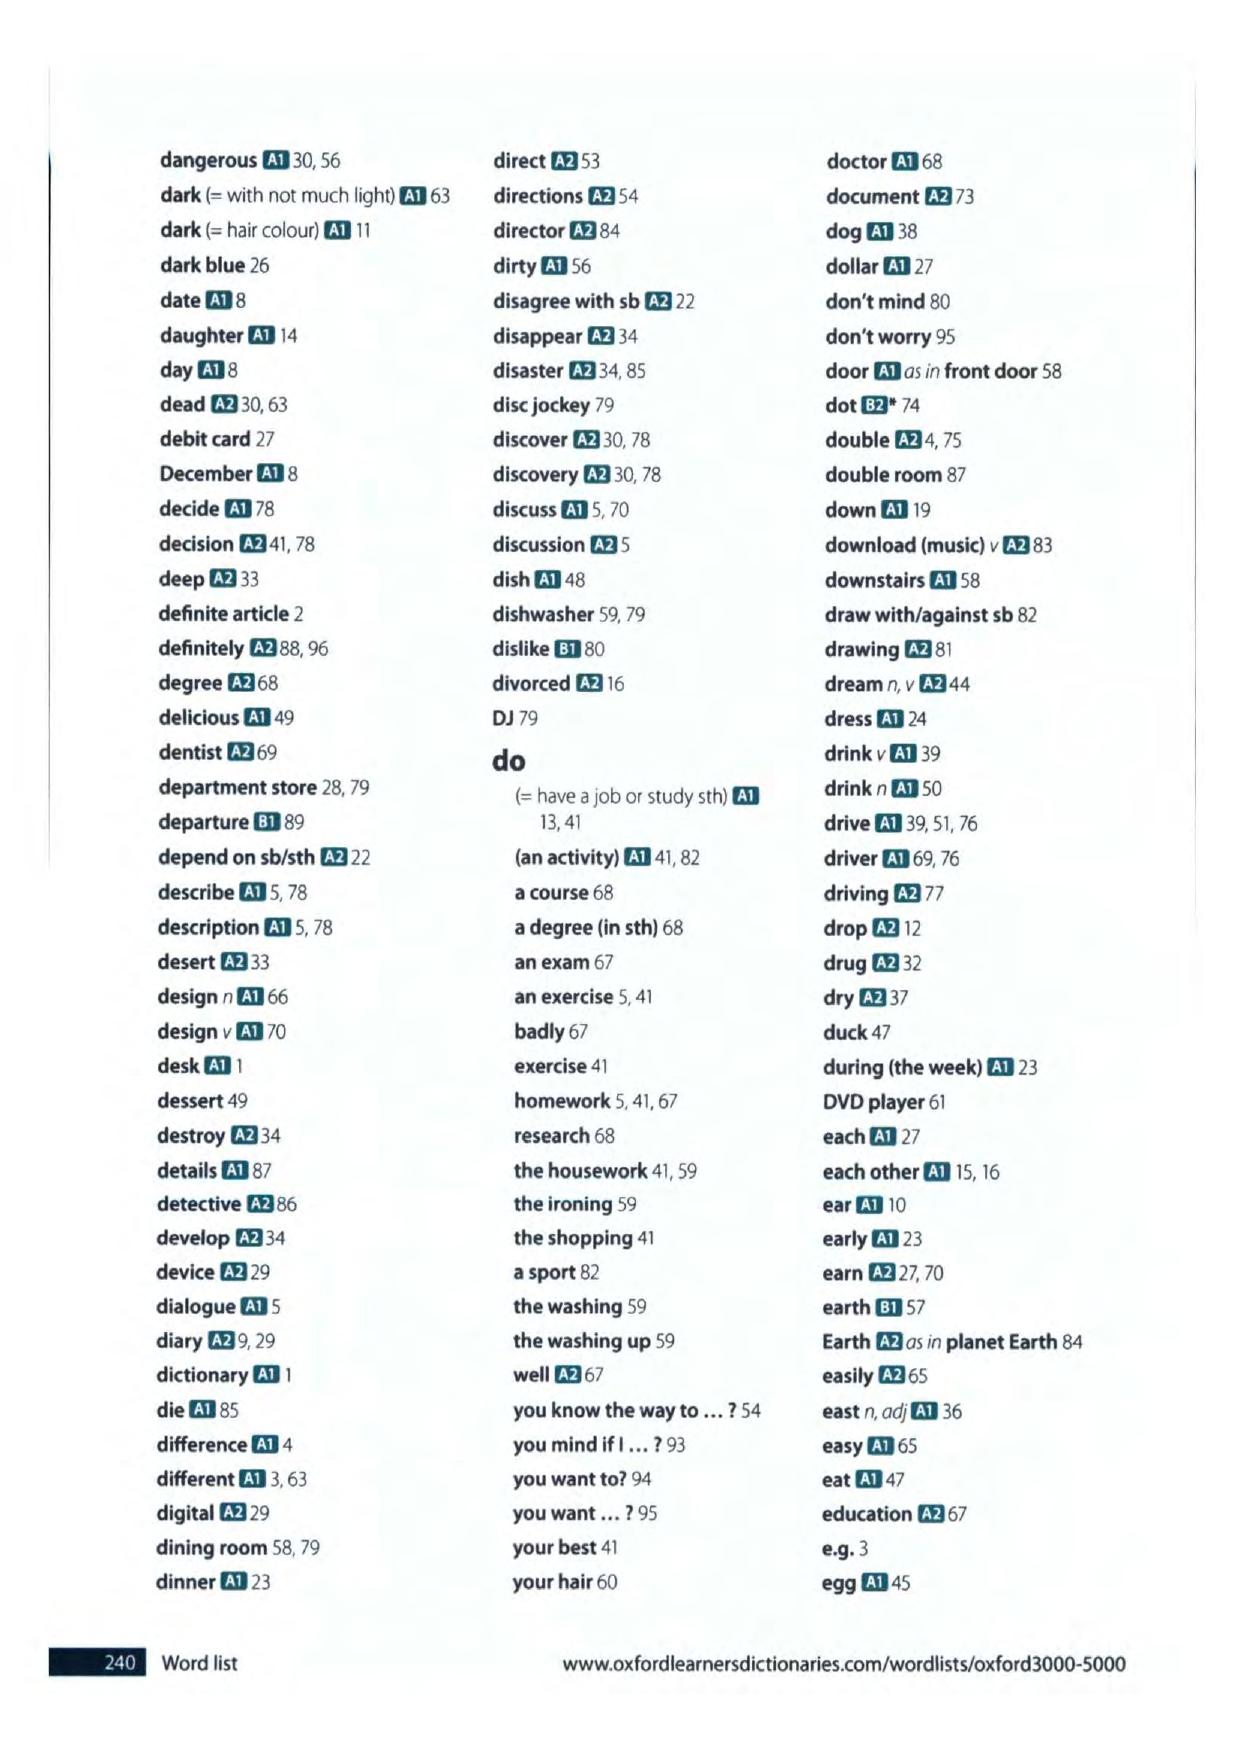 dangerous A1 30, 56
dark (= with not much light) A1 63
dark (= hair colour) A1 11
dark blue 26
date A1 8
daughter A1 14
day A1 8
dead A2 30, 63
debit card 27
December A1 8
decide A1 78
decision A2 41, 78
deep A2 33
definite article 2
definitely A2 88, 96
degree A2 68
delicious A1 49
dentist A2 69
department store 28, 79
departure B1 89
depend on sb/sth A2 22
describe A1 5, 78
description A1 5, 78
desert A2 33
design n A1 66
design v A1 70
desk A1 1
dessert 49
destroy A2 34
details A1 87
detective A2 86
develop A2 34
device A2 29
dialogue A1 5
diary A2 9, 29
dictionary A1 1
die A1 85
difference A1 4
different A1 3, 63
digital A2 29
dining room 58, 79
dinner A1 23
direct A2 53
directions A2 54
director A2 84
dirty A1 56
disagree with sb A2 22
disappear A2 34
disaster A2 34, 85
disc jockey 79
discover A2 30, 78
discovery A2 30, 78
discuss A1 5, 70
discussion A2 5
dish A1 48
dishwasher 59, 79
dislike B1 80
divorced A2 16
DJ 79
do
(= have a job or study sth) A1
13, 41
(an activity) A1 41, 82
a course 68
a degree (in sth) 68
an exam 67
an exercise 5, 41
badly 67
exercise 41
homework 5, 41, 67
research 68
the housework 41, 59
the ironing 59
the shopping 41
a sport 82
the washing 59
the washing up 59
well A2 67
you know the way to ... ? 54
you mind if I ... ? 93
you want to? 94
you want ... ? 95
your best 41
your hair 60
doctor A1 68
document A2 73
dog A1 38
dollar A1 27
don't mind 80
don't worry 95
door A1 as in front door 58
dot B2* 74
double A2 4, 75
double room 87
down A1 19
download (music) v A2 83
downstairs A1 58
draw with/against sb 82
drawing A2 81
dream n, v A2 44
dress A1 24
drink v A1 39
drink n A1 50
drive A1 39, 51, 76
driver A1 69, 76
driving A2 77
drop A2 12
drug A2 32
dry A2 37
duck 47
during (the week) A1 23
DVD player 61
each A1 27
each other A1 15, 16
ear A1 10
early A1 23
earn A2 27, 70
earth B1 57
Earth A2 as in planet Earth 84
easily A2 65
east n, adj A1 36
easy A1 65
eat A1 47
education A2 67
e.g. 3
egg A1 45
240 Word list
www.oxfordlearnersdictionaries.com/wordlists/oxford3000-5000